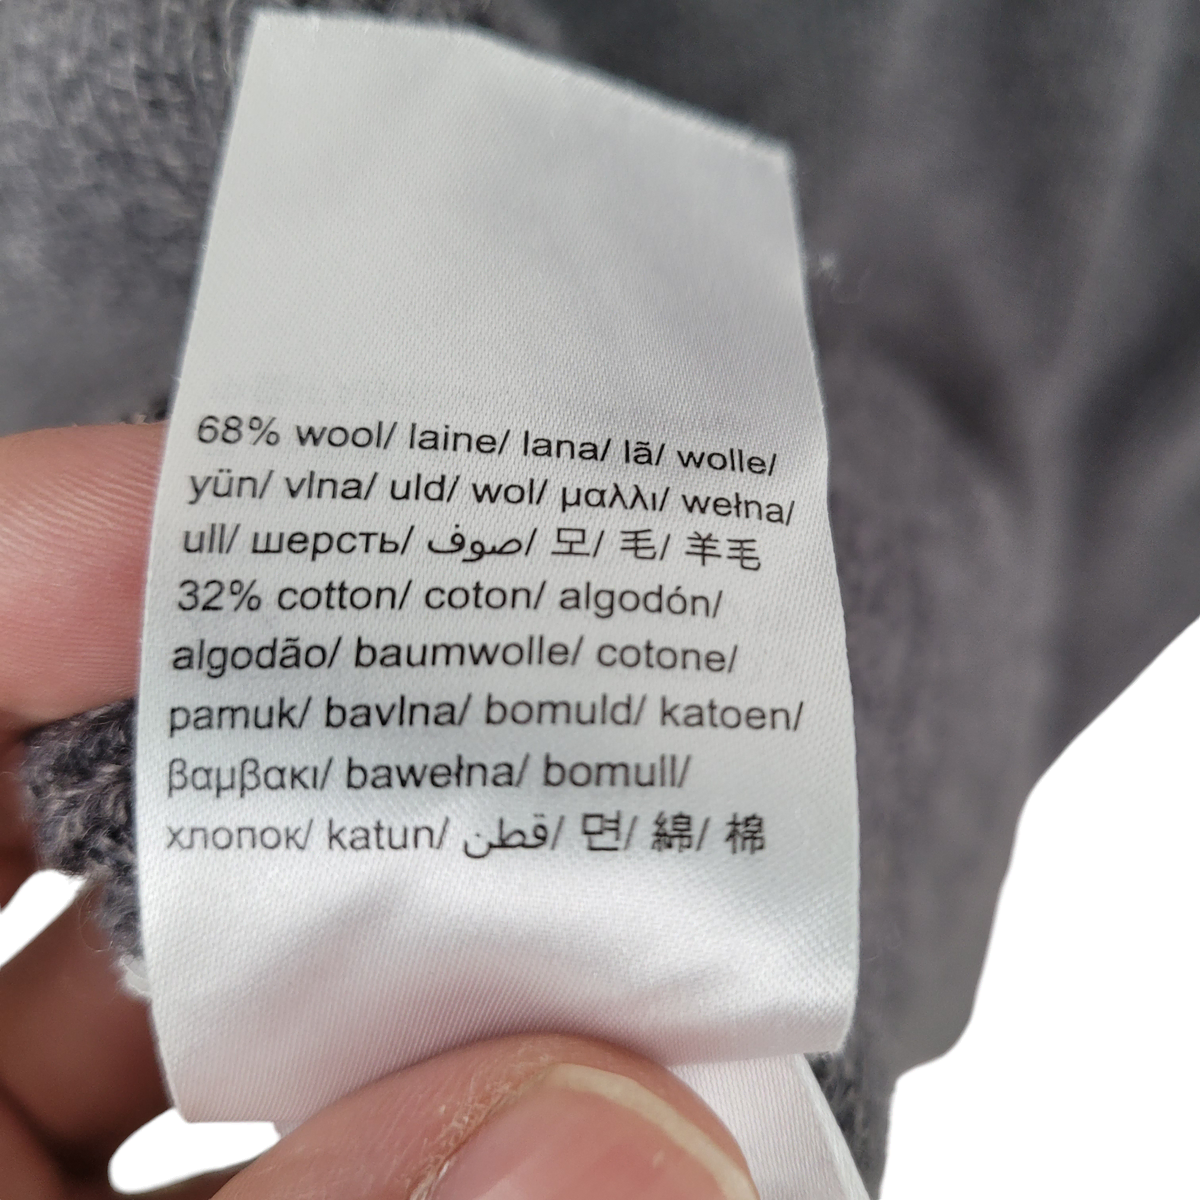 68% wool/ laine/ lana/ lã/ wolle/
yün/ vlna/ uld/ wol/ μαλλι/ wełna/
ull/ шерсть/ صوف/ 모/ 毛/ 羊毛
32% cotton/ coton/ algodón/
algodão/ baumwolle/ cotone/
pamuk/ bavlna/ bomuld/ katoen/
βαμβακι/ bawełna/ bomull/
хлопок/ katun/ قطن/ 면/ 綿/ 棉